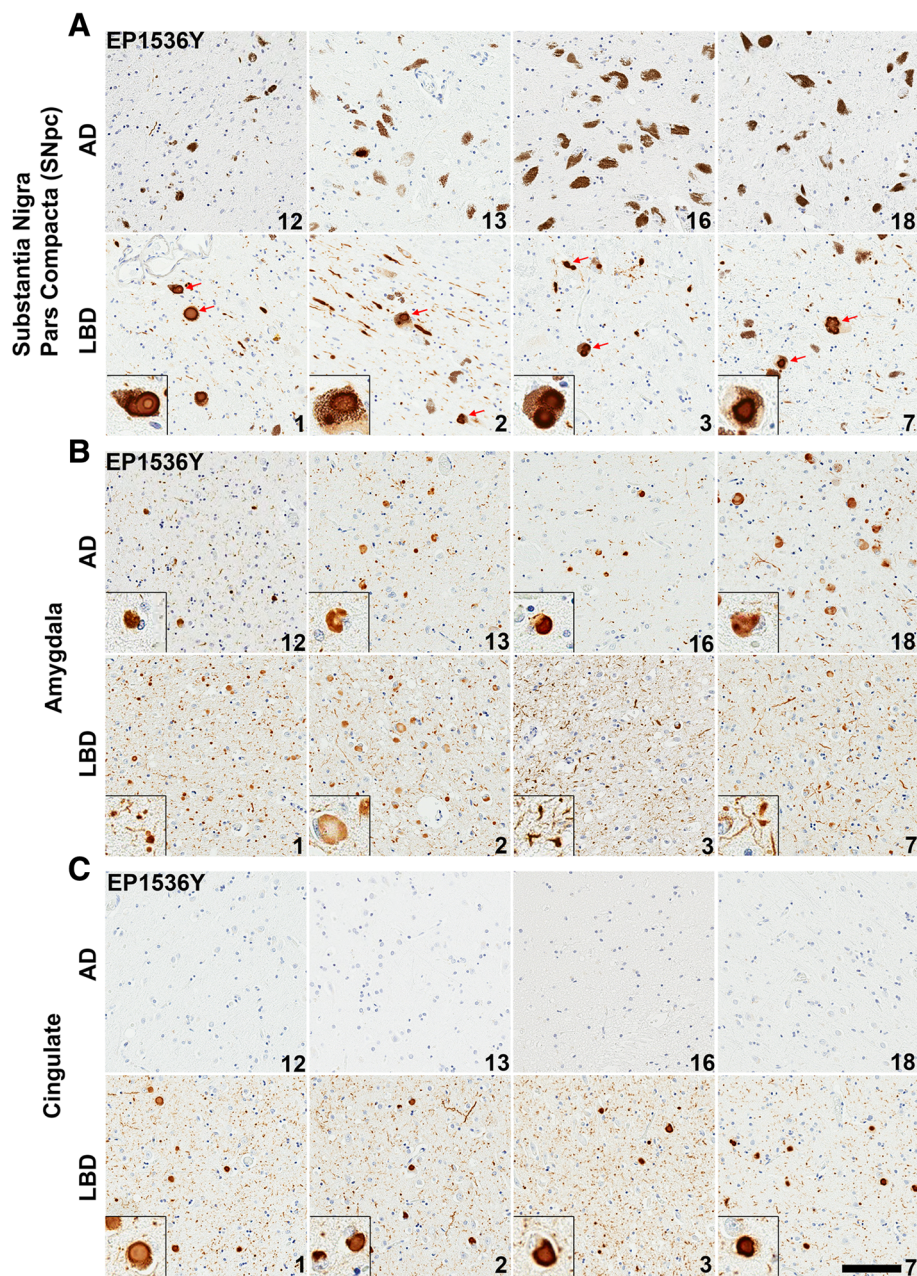 A
EP1536Y
Substantia Nigra
Pars Compacta (SNpc)
AD
12
13
16
18
LBD
1
2
3
7
B
EP1536Y
Amygdala
AD
12
13
16
18
LBD
1
2
3
7
C
EP1536Y
Cingulate
AD
12
13
16
18
LBD
1
2
3
7